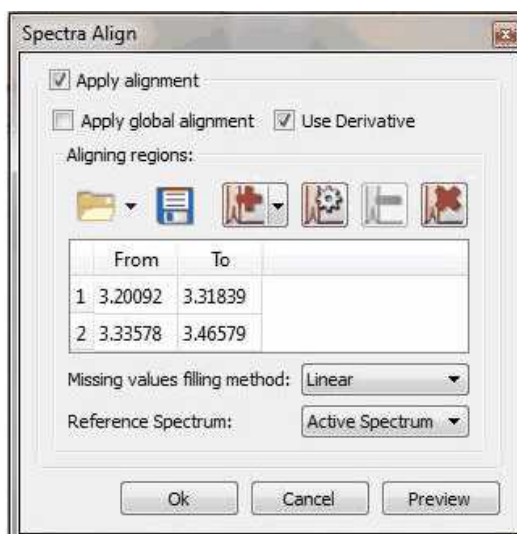 Spectra Align
Apply alignment
Apply global alignment Use Derivative
Aligning regions:
From To
1 3.20092 3.31839
2 3.33578 3.46579
Missing values filling method: Linear
Reference Spectrum: Active Spectrum
Ok Cancel Preview